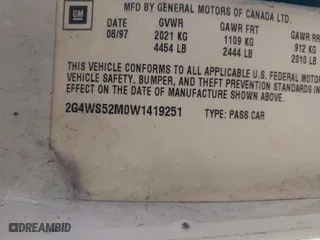 GM
MFD BY GENERAL MOTORS OF CANADA LTD.
DATE GVWR GAWR FRT GAWR RR
08/97 2021 KG 1109 KG 912 KG
4454 LB 2444 LB 2010 LB
THIS VEHICLE CONFORMS TO ALL APPLICABLE U.S. FEDERAL MOTOR
VEHICLE SAFETY, BUMPER, AND THEFT PREVENTION STANDARDS IN
EFFECT ON THE DATE OF MANUFACTURE SHOWN ABOVE.
2G4WS52M0W1419251 TYPE: PASS CAR
DREAMBID